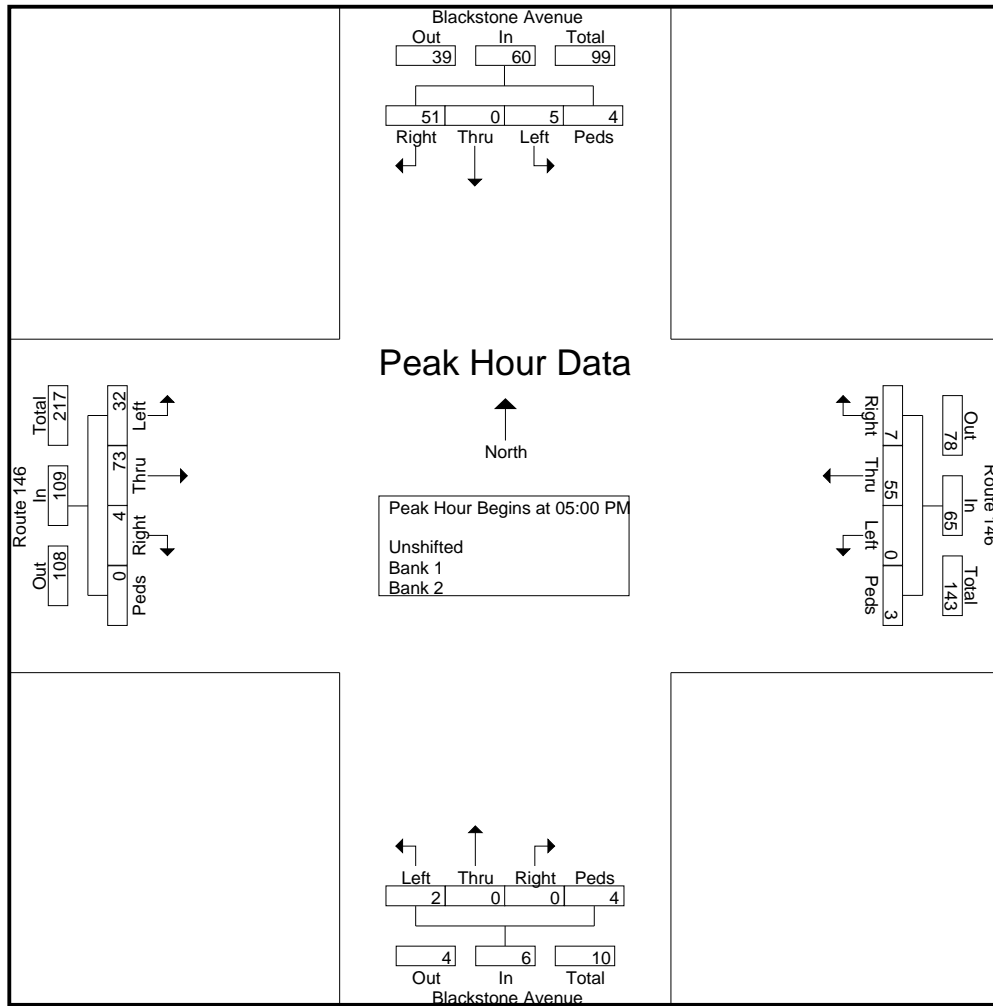 Blackstone Avenue
Out In Total
39 60 99
51 0 5 4
Right Thru Left Peds
Peak Hour Data
North
Peak Hour Begins at 05:00 PM
Unshifted
Bank 1
Bank 2
Route 146
Out In Total
108 109 217
Left Thru Right Peds
32 73 4 0
Route 146
Out In Total
78 65 143
Right Thru Left Peds
7 55 0 3
Left Thru Right Peds
2 0 0 4
4 6 10
Out In Total
Blackstone Avenue